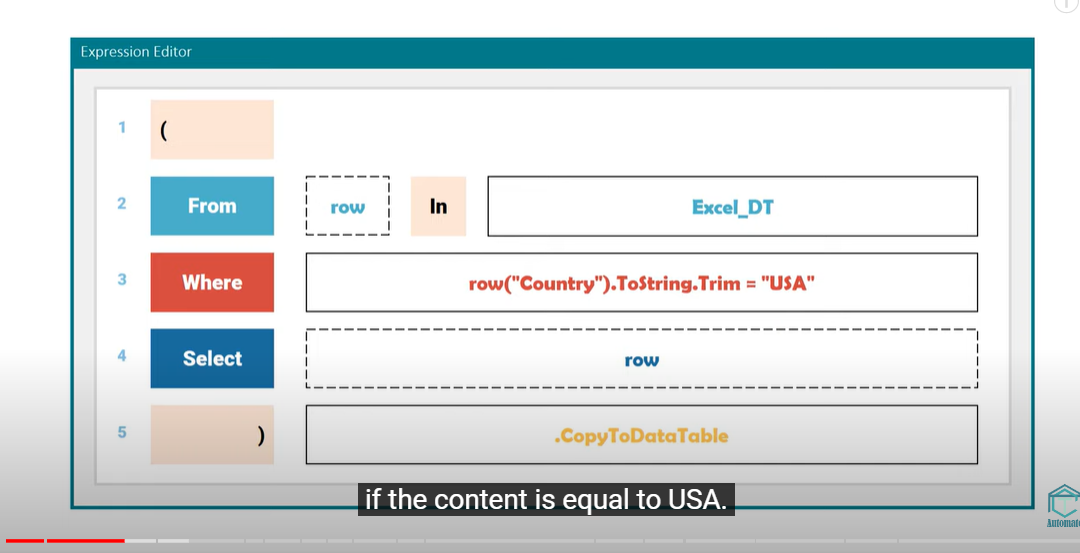 Expression Editor
1 (
2 From row In Excel_DT
3 Where row("Country").ToString.Trim = "USA"
4 Select row
5 ) .CopyToDataTable
if the content is equal to USA.